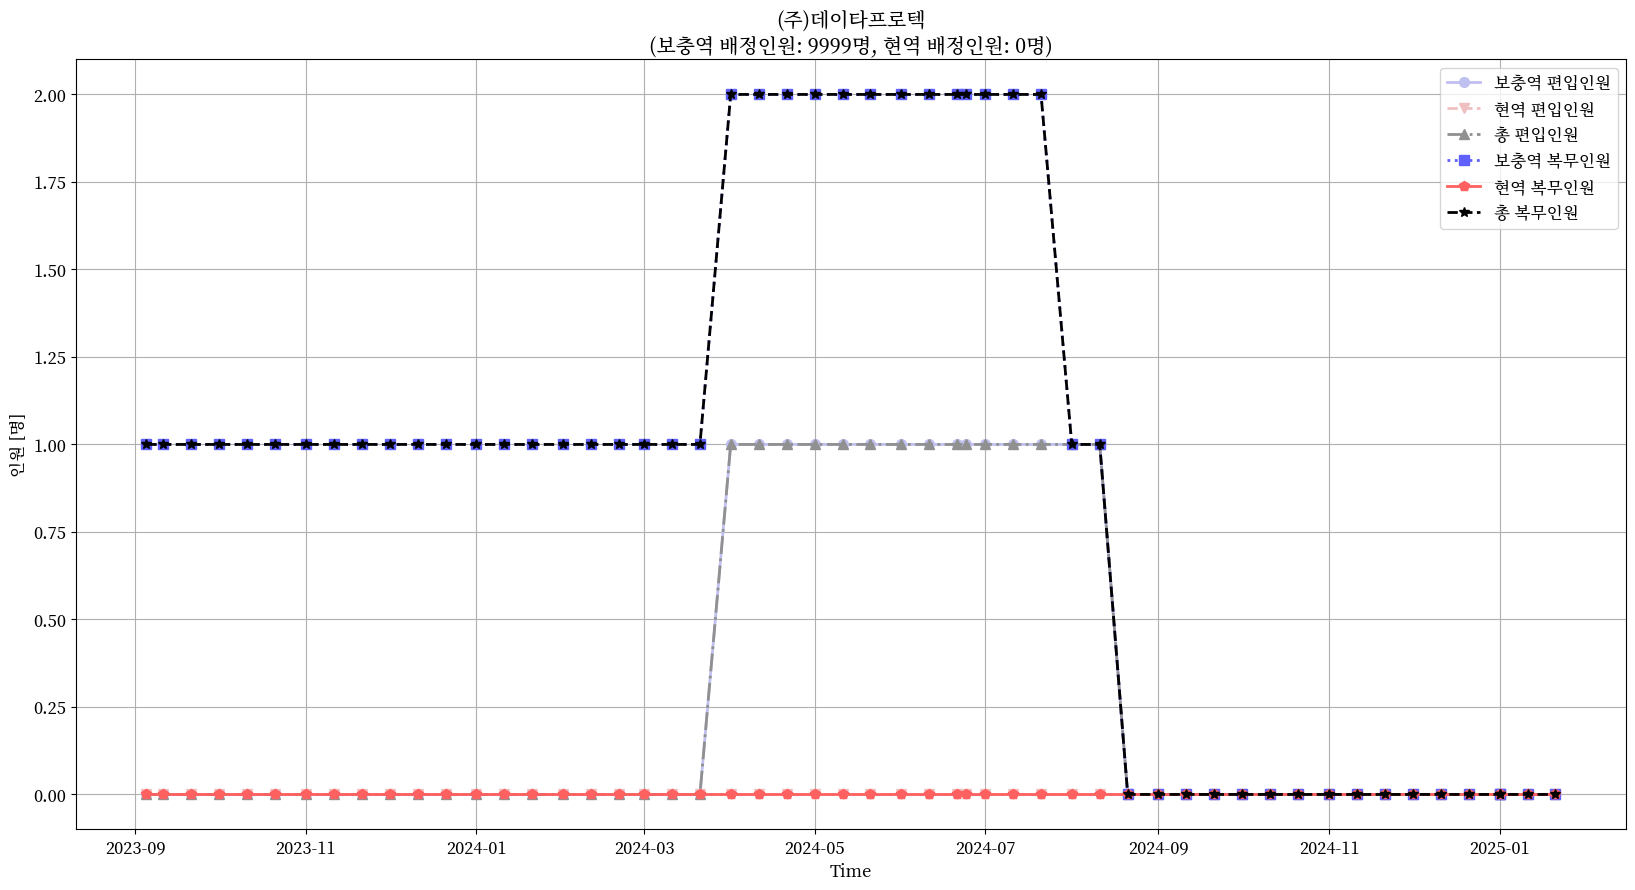 (주)데이타프로텍
(보충역 배정인원: 9999명, 현역 배정인원: 0명)
보충역 편입인원
현역 편입인원
총 편입인원
보충역 복무인원
현역 복무인원
총 복무인원
2.00
1.75
1.50
1.25
1.00
0.75
0.50
0.25
0.00
인원 [명]
2023-09 2023-11 2024-01 2024-03 2024-05 2024-07 2024-09 2024-11 2025-01
Time